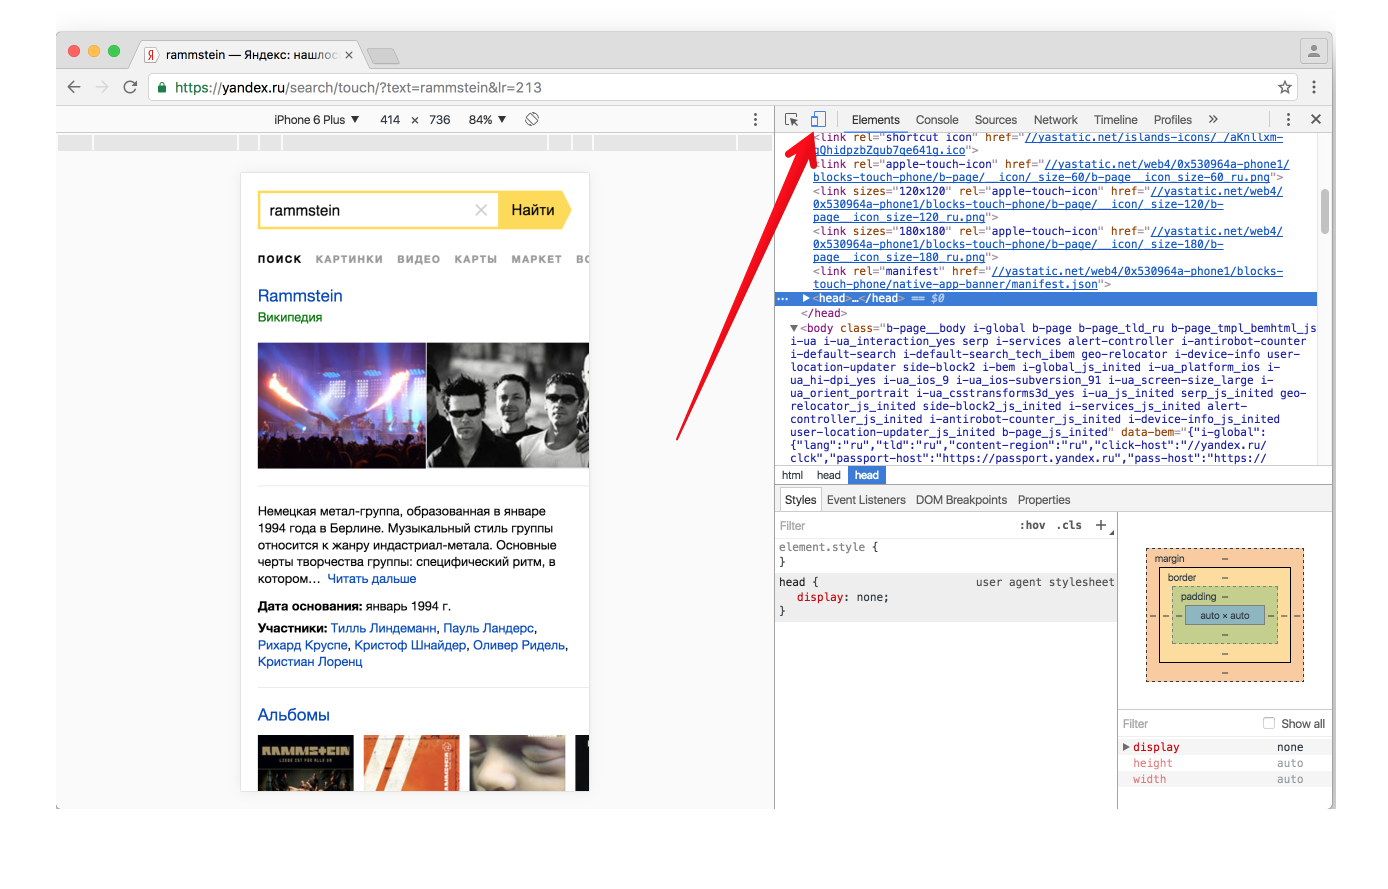 Я rammstein — Яндекс: нашлос ×
https://yandex.ru/search/touch/?text=rammstein&lr=213
iPhone 6 Plus ▼ 414 × 736 84% ▼
rammstein
Найти
ПОИСК КАРТИНКИ ВИДЕО КАРТЫ МАРКЕТ ВС
Rammstein
Википедия
Немецкая метал-группа, образованная в январе
1994 года в Берлине. Музыкальный стиль группы
относится к жанру индастриал-метала. Основные
черты творчества группы: специфический ритм, в
котором… Читать дальше
Дата основания: январь 1994 г.
Участники: Тилль Линдеманн, Пауль Ландерс,
Рихард Круспе, Кристоф Шнайдер, Оливер Ридель,
Кристиан Лоренц
Альбомы
RAMMSTEIN
LIEBE IST FÜR ALLE DA
RAMMSTEIN
Elements Console Sources Network Timeline Profiles »
<link rel="shortcut icon" href="//yastatic.net/islands-icons/_/aKnllxm-
gQhidpzbZqub7qe641g.ico">
<link rel="apple-touch-icon" href="//yastatic.net/web4/0x530964a-phone1/
blocks-touch-phone/b-page/__icon/_size-60/b-page__icon_size-60_ru.png">
<link sizes="120x120" rel="apple-touch-icon" href="//yastatic.net/web4/
0x530964a-phone1/blocks-touch-phone/b-page/__icon/_size-120/b-
page__icon_size-120_ru.png">
<link sizes="180x180" rel="apple-touch-icon" href="//yastatic.net/web4/
0x530964a-phone1/blocks-touch-phone/b-page/__icon/_size-180/b-
page__icon_size-180_ru.png">
<link rel="manifest" href="//yastatic.net/web4/0x530964a-phone1/blocks-
touch-phone/native-app-banner/manifest.json">
… ▶<head>…</head> == $0
</head>
▼<body class="b-page__body i-global b-page b-page_tld_ru b-page_tmpl_bemhtml_js
i-ua i-ua_interaction_yes serp i-services alert-controller i-antirobot-counter
i-default-search i-default-search_tech_ibem geo-relocator i-device-info user-
location-updater side-block2 i-bem i-global_js_inited i-ua_platform_ios i-
ua_hi-dpi_yes i-ua_ios_9 i-ua_ios-subversion_91 i-ua_screen-size_large i-
ua_orient_portrait i-ua_csstransforms3d_yes i-ua_js_inited serp_js_inited geo-
relocator_js_inited side-block2_js_inited i-services_js_inited alert-
controller_js_inited i-antirobot-counter_js_inited i-device-info_js_inited
user-location-updater_js_inited b-page_js_inited" data-bem="{"i-global":
{"lang":"ru","tld":"ru","content-region":"ru","click-host":"//yandex.ru/
clck","passport-host":"https://passport.yandex.ru","pass-host":"https://
html head head
Styles Event Listeners DOM Breakpoints Properties
Filter :hov .cls +
element.style {
}
head { user agent stylesheet
display: none;
}
margin –
border –
padding –
– – – auto × auto – – –
–
–
–
Filter Show all
▶ display none
height auto
width auto